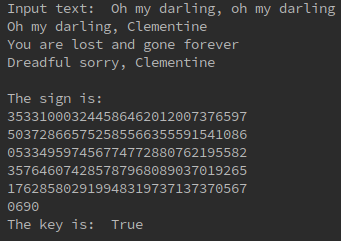 Input text:  Oh my darling, oh my darling
Oh my darling, Clementine
You are lost and gone forever
Dreadful sorry, Clementine

The sign is:
353310003244586462012007376597
503728665752585566355591541086
053349597456774772880762195582
357646074285787968089037019265
176285802919948319737137370567
0690
The key is:  True